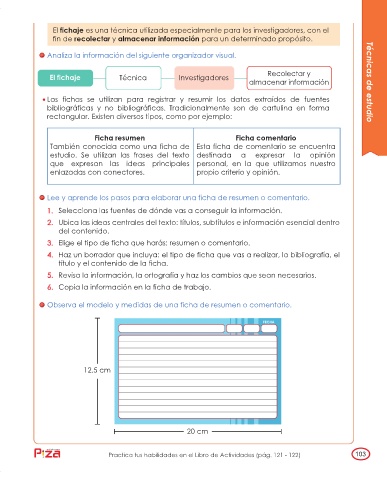 El fichaje es una técnica utilizada especialmente para los investigadores, con el
fin de recolectar y almacenar información para un determinado propósito.
Analiza la información del siguiente organizador visual.
El fichaje
Técnica
Investigadores
Recolectar y
almacenar información
• Las fichas se utilizan para registrar y resumir los datos extraídos de fuentes
bibliográficas y no bibliográficas. Tradicionalmente son de cartulina en forma
rectangular. Existen diversos tipos, como por ejemplo:
Ficha resumen
También conocida como una ficha de
estudio. Se utilizan las frases del texto
que expresan las ideas principales
enlazadas con conectores.
Ficha comentario
Esta ficha de comentario se encuentra
destinada a expresar la opinión
personal, en la que utilizamos nuestro
propio criterio y opinión.
Lee y aprende los pasos para elaborar una ficha de resumen o comentario.
1. Selecciona las fuentes de dónde vas a conseguir la información.
2. Ubica las ideas centrales del texto: títulos, subtítulos e información esencial dentro
del contenido.
3. Elige el tipo de ficha que harás: resumen o comentario.
4. Haz un borrador que incluya: el tipo de ficha que vas a realizar, la bibliografía, el
título y el contenido de la ficha.
5. Revisa la información, la ortografía y haz los cambios que sean necesarios.
6. Copia la información en la ficha de trabajo.
Observa el modelo y medidas de una ficha de resumen o comentario.
12.5 cm
20 cm
Técnicas de estudio
Pizza
Practica tus habilidades en el Libro de Actividades (pág. 121 - 122)
103